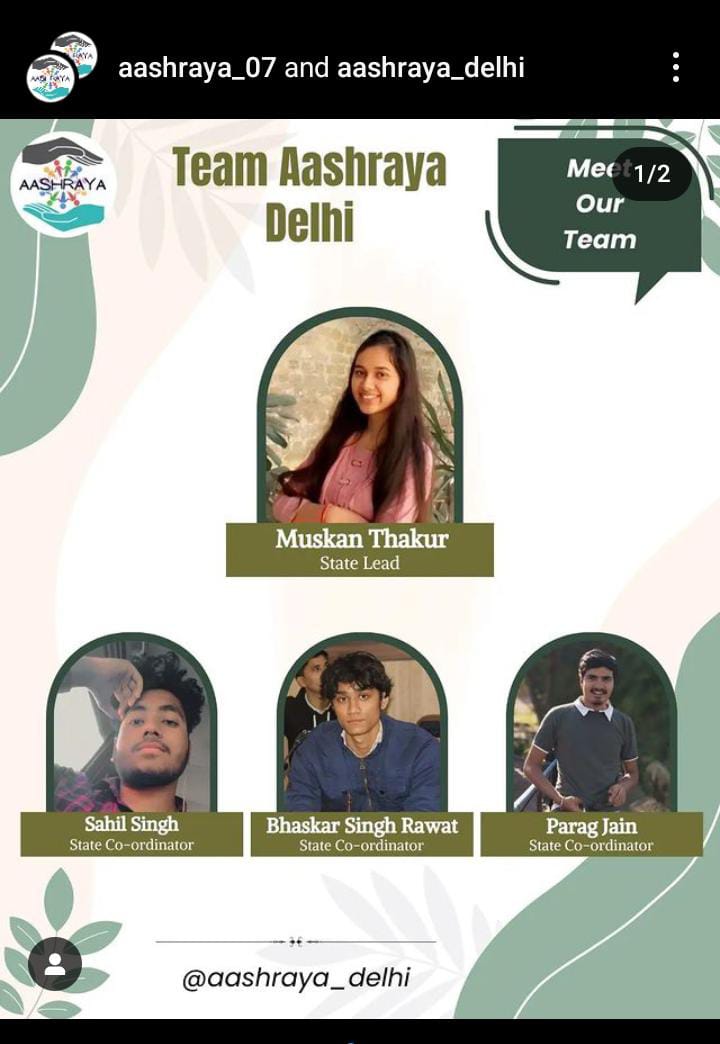 aashraya_07 and aashraya_delhi
AASHRAYA
Team Aashraya
Delhi
Meet
Our
Team
1/2
Muskan Thakur
State Lead
Sahil Singh
State Co-ordinator
Bhaskar Singh Rawat
State Co-ordinator
Parag Jain
State Co-ordinator
@aashraya_delhi